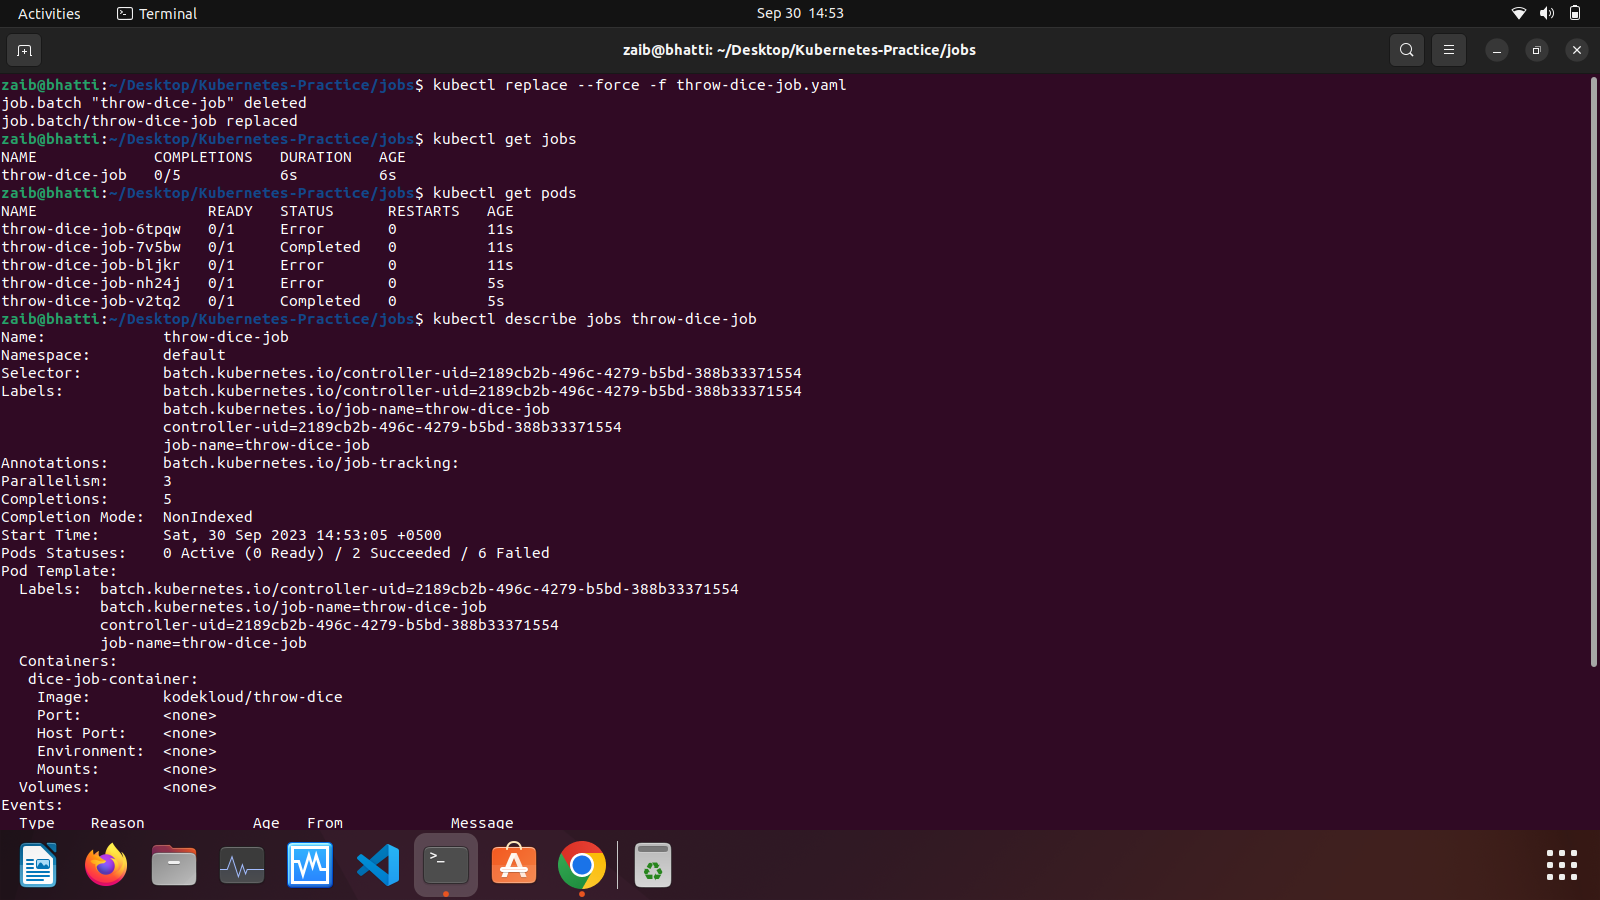 Activities Terminal Sep 30 14:53
zaib@bhatti: ~/Desktop/Kubernetes-Practice/jobs
zaib@bhatti:~/Desktop/Kubernetes-Practice/jobs$ kubectl replace --force -f throw-dice-job.yaml
job.batch "throw-dice-job" deleted
job.batch/throw-dice-job replaced
zaib@bhatti:~/Desktop/Kubernetes-Practice/jobs$ kubectl get jobs
NAME             COMPLETIONS   DURATION   AGE
throw-dice-job   0/5           6s         6s
zaib@bhatti:~/Desktop/Kubernetes-Practice/jobs$ kubectl get pods
NAME                   READY   STATUS      RESTARTS   AGE
throw-dice-job-6tpqw   0/1     Error       0          11s
throw-dice-job-7v5bw   0/1     Completed   0          11s
throw-dice-job-bljkr   0/1     Error       0          11s
throw-dice-job-nh24j   0/1     Error       0          5s
throw-dice-job-v2tq2   0/1     Completed   0          5s
zaib@bhatti:~/Desktop/Kubernetes-Practice/jobs$ kubectl describe jobs throw-dice-job
Name:             throw-dice-job
Namespace:        default
Selector:         batch.kubernetes.io/controller-uid=2189cb2b-496c-4279-b5bd-388b33371554
Labels:           batch.kubernetes.io/controller-uid=2189cb2b-496c-4279-b5bd-388b33371554
                  batch.kubernetes.io/job-name=throw-dice-job
                  controller-uid=2189cb2b-496c-4279-b5bd-388b33371554
                  job-name=throw-dice-job
Annotations:      batch.kubernetes.io/job-tracking:
Parallelism:      3
Completions:      5
Completion Mode:  NonIndexed
Start Time:       Sat, 30 Sep 2023 14:53:05 +0500
Pods Statuses:    0 Active (0 Ready) / 2 Succeeded / 6 Failed
Pod Template:
  Labels:  batch.kubernetes.io/controller-uid=2189cb2b-496c-4279-b5bd-388b33371554
           batch.kubernetes.io/job-name=throw-dice-job
           controller-uid=2189cb2b-496c-4279-b5bd-388b33371554
           job-name=throw-dice-job
  Containers:
   dice-job-container:
    Image:        kodekloud/throw-dice
    Port:         <none>
    Host Port:    <none>
    Environment:  <none>
    Mounts:       <none>
  Volumes:        <none>
Events:
  Type    Reason            Age   From            Message